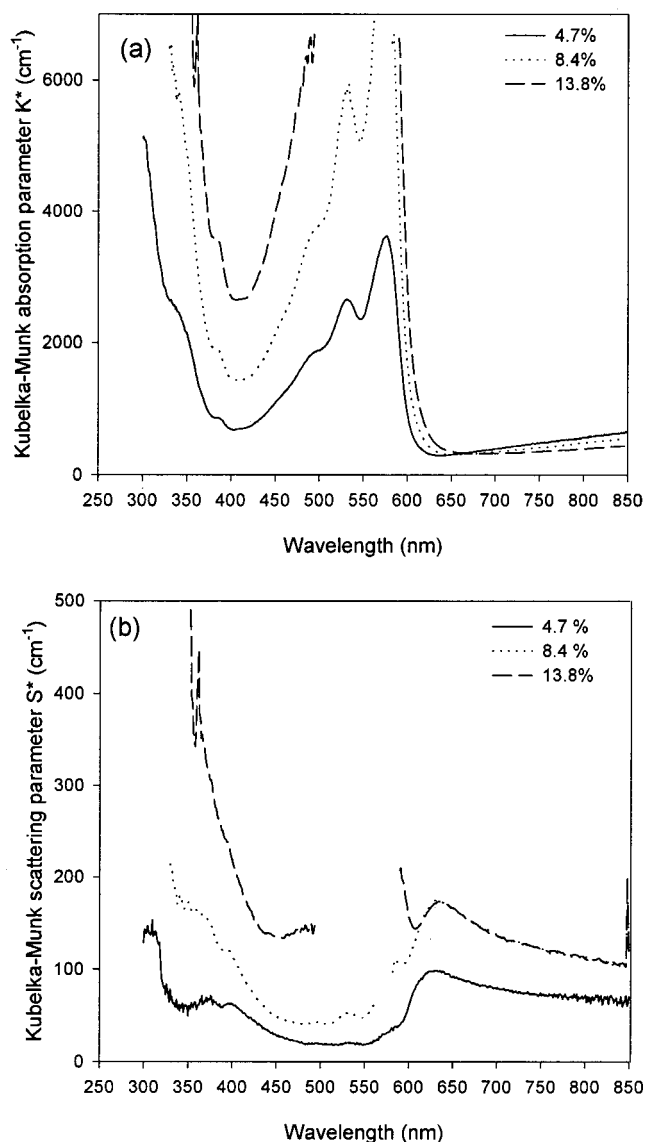 (a)
4.7%
8.4%
13.8%
Kubelka-Munk absorption parameter K* (cm⁻¹)
6000
4000
2000
0
250 300 350 400 450 500 550 600 650 700 750 800 850
Wavelength (nm)
(b)
4.7 %
8.4 %
13.8%
Kubelka-Munk scattering parameter S* (cm⁻¹)
500
400
300
200
100
0
250 300 350 400 450 500 550 600 650 700 750 800 850
Wavelength (nm)